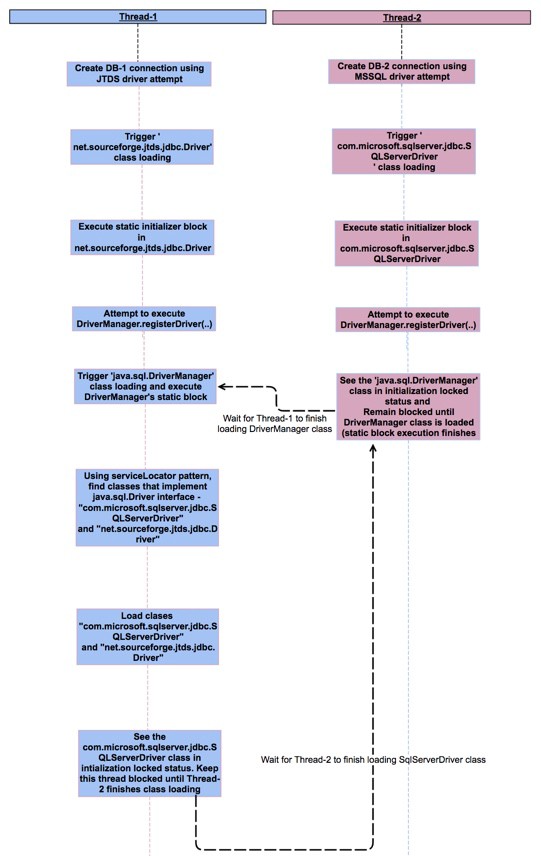 Thread-1
Thread-2
Create DB-1 connection using
JTDS driver attempt
Create DB-2 connection using
MSSQL driver attempt
Trigger '
net.sourceforge.jtds.jdbc.Driver'
class loading
Trigger '
com.microsoft.sqlserver.jdbc.S
QLServerDriver
' class loading
Execute static initializer block
in
net.sourceforge.jtds.jdbc.Driver
Execute static initializer block
in
com.microsoft.sqlserver.jdbc.S
QLServerDriver
Attempt to execute
DriverManager.registerDriver(..)
Attempt to execute
DriverManager.registerDriver(..)
Trigger 'java.sql.DriverManager'
class loading and execute
DriverManager's static block
See the 'java.sql.DriverManager'
class in initialization locked
status and
Remain blocked until
DriverManager class is loaded
(static block execution finishes
Wait for Thread-1 to finish
loading DriverManager class
Using serviceLocator pattern,
find classes that implement
java.sql.Driver interface -
"com.microsoft.sqlserver.jdbc.S
QLServerDriver"
and "net.sourceforge.jtds.jdbc.D
river"
Load clases
"com.microsoft.sqlserver.jdbc.S
QLServerDriver"
and "net.sourceforge.jtds.jdbc.
Driver"
See the
com.microsoft.sqlserver.jdbc.S
QLServerDriver class in
intialization locked status. Keep
this thread blocked until Thread-
2 finishes class loading
Wait for Thread-2 to finish loading SqlServerDriver class